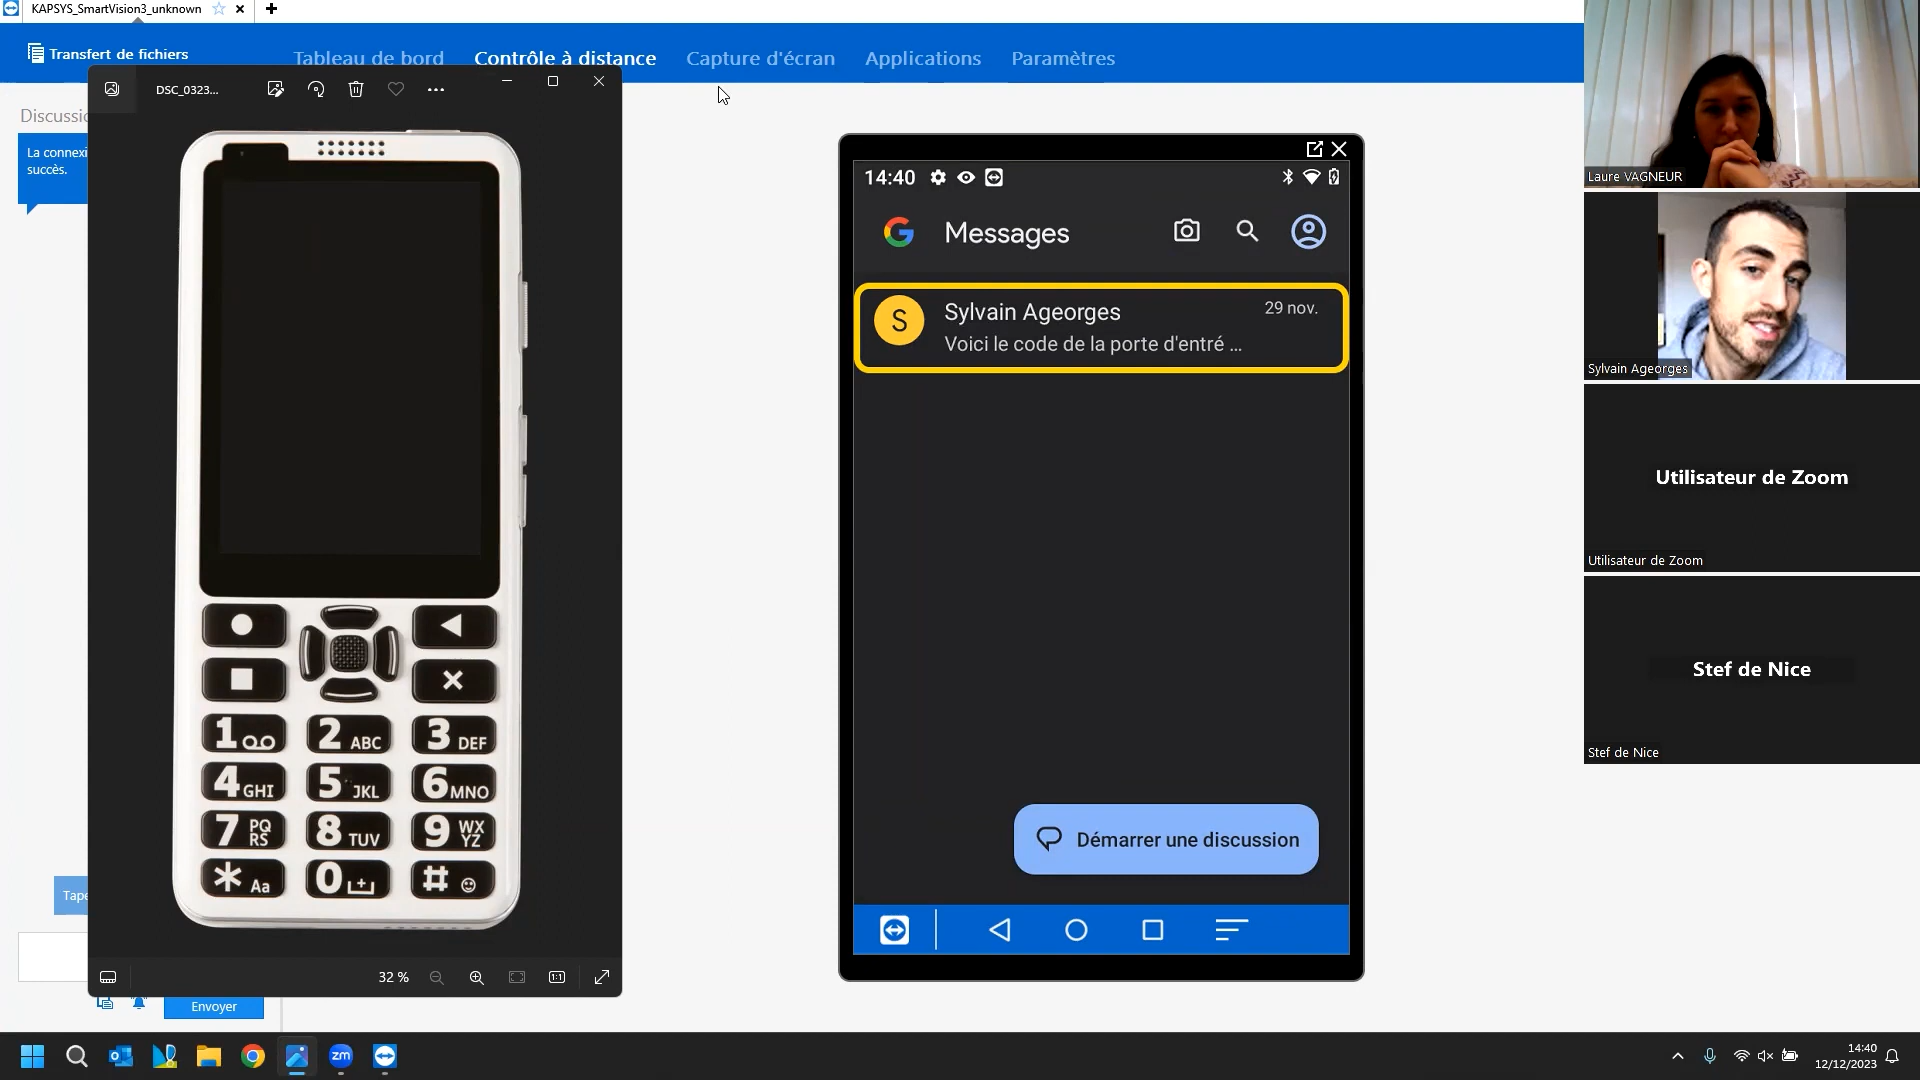 KAPSYS_SmartVision3_unknown
Transfert de fichiers
Tableau de bord
Contrôle à distance
Capture d'écran
Applications
Paramètres
Discussi
La connexi
succès.
Tape
Envoyer
DSC_0323...
1
2 ABC
3 DEF
4 GHI
5 JKL
6 MNO
7 PQ RS
8 TUV
9 WX YZ
* Aa
0
#
32 %
1:1
14:40
G Messages
S
Sylvain Ageorges
29 nov.
Voici le code de la porte d'entré ...
Démarrer une discussion
Laure VAGNEUR
Sylvain Ageorges
Utilisateur de Zoom
Utilisateur de Zoom
Stef de Nice
Stef de Nice
zm
14:40
12/12/2023